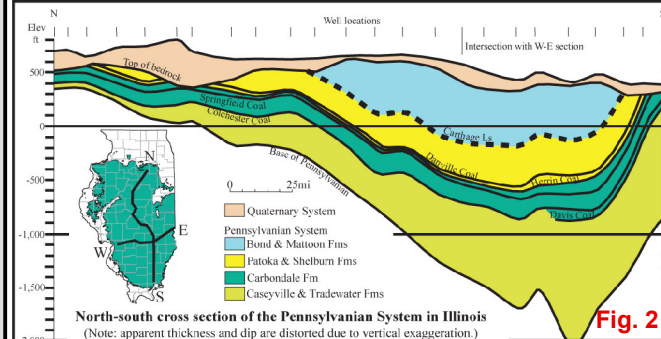 Well locations
N
S
Elev
ft
Intersection with W-E section
Top of bedrock
500
Springfield Coal
Colchester Coal
Carthage Ls
0
Base of Pennsylvanian
Danville Coal
Herrin Coal
N
0 25mi
-500
Davis Coal
Quaternary System
Pennsylvanian System
W
E
Bond & Mattoon Fms
-1,000
Patoka & Shelburn Fms
Carbondale Fm
S
Caseyville & Tradewater Fms
-1,500
North-south cross section of the Pennsylvanian System in Illinois
Fig. 2
(Note: apparent thickness and dip are distorted due to vertical exaggeration.)